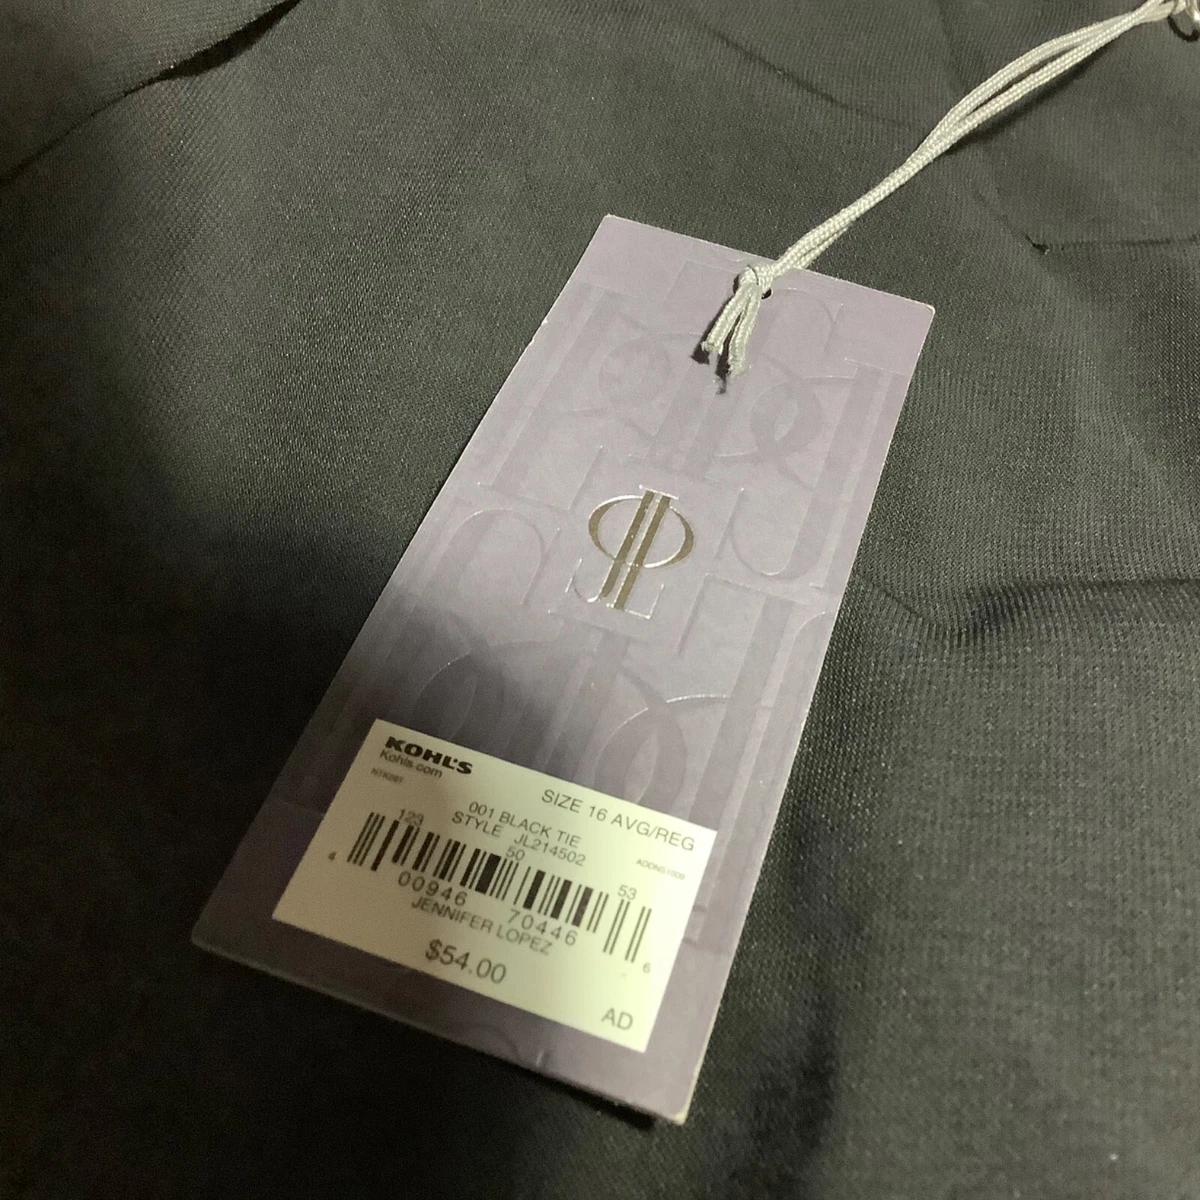 JL
KOHL'S
Kohls.com
SIZE 16 AVG/REG
001 BLACK TIE
123
STYLE JL214502
50
53
4 00946 70446 6
JENNIFER LOPEZ
$54.00
AD